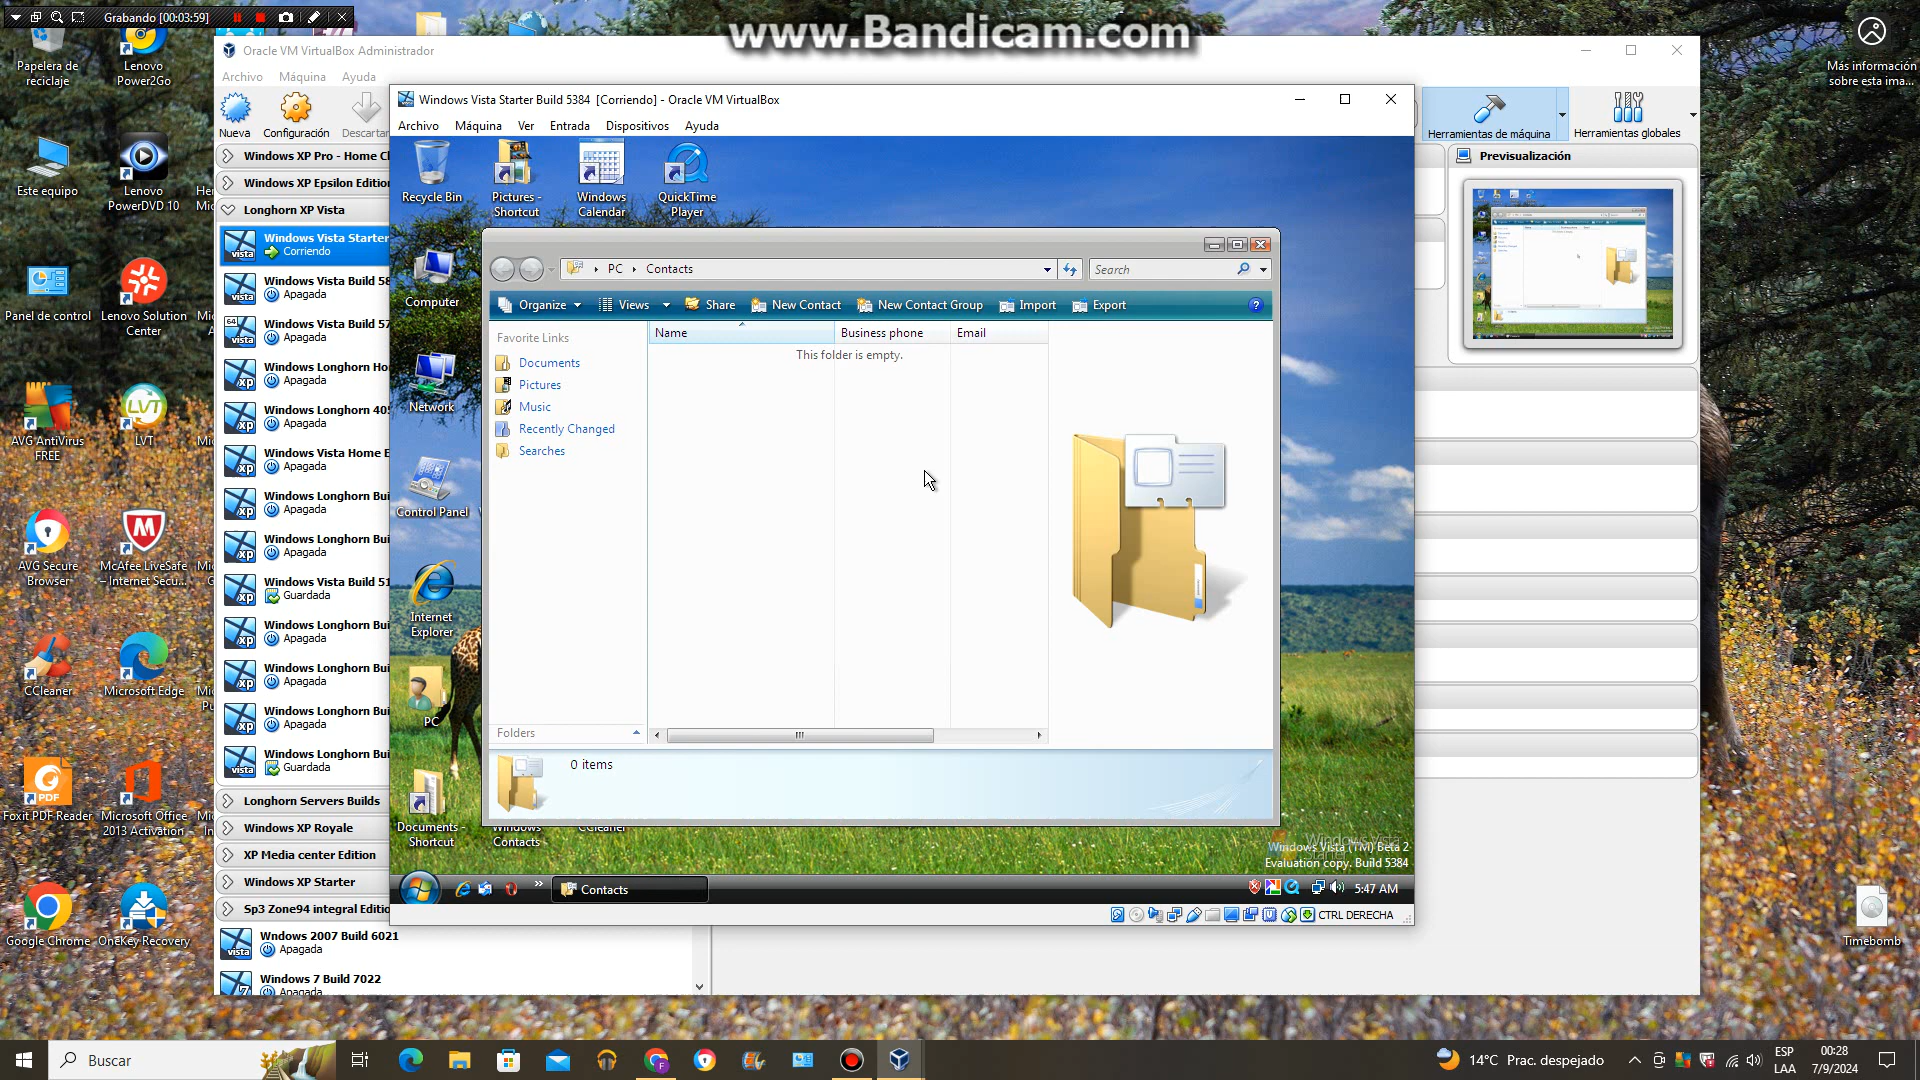 Grabando [00:03:59]
www.Bandicam.com
Papelera de reciclaje
Lenovo Power2Go
Este equipo
Lenovo PowerDVD 10
Panel de control
Lenovo Solution Center
AVG AntiVirus FREE
LVT
AVG Secure Browser
McAfee LiveSafe – Internet Secu...
CCleaner
Microsoft Edge
Foxit PDF Reader
Microsoft Office 2013 Activation
Google Chrome
OneKey Recovery
Más información sobre esta ima...
Timebomb
Oracle VM VirtualBox Administrador
Archivo Máquina Ayuda
Nueva Configuración Descartar
Herramientas de máquina Herramientas globales
Previsualización
Windows XP Pro - Home
Windows XP Epsilon Edition
Longhorn XP Vista
Windows Vista Starter
Corriendo
Windows Vista Build 58
Apagada
64
Windows Vista Build 57
Apagada
Windows Longhorn Ho
Apagada
Windows Longhorn 405
Apagada
Windows Vista Home E
Apagada
Windows Longhorn Bui
Apagada
Windows Longhorn Bui
Apagada
Windows Vista Build 51
Guardada
Windows Longhorn Bui
Apagada
Windows Longhorn Bui
Apagada
Windows Longhorn Bui
Apagada
Windows Longhorn Bui
Guardada
Longhorn Servers Builds
Windows XP Royale
XP Media center Edition
Windows XP Starter
Sp3 Zone94 integral Editio
Wndows 2007 Build 6021
Apagada
Windows 7 Build 7022
Apagada
Windows Vista Starter Build 5384 [Corriendo] - Oracle VM VirtualBox
Archivo Máquina Ver Entrada Dispositivos Ayuda
Recycle Bin
Pictures - Shortcut
Windows Calendar
QuickTime Player
Computer
Network
Control Panel
Internet Explorer
PC
Documents - Shortcut
Windows Contacts
CCleaner
PC Contacts
Search
Organize Views Share New Contact New Contact Group Import Export
Favorite Links
Documents
Pictures
Music
Recently Changed
Searches
Folders
Name Business phone Email
This folder is empty.
0 items
Windows Vista (TM) Beta 2
Evaluation copy. Build 5384
Contacts
5:47 AM
CTRL DERECHA
Buscar
14°C Prac. despejado
ESP
LAA
00:28
7/9/2024